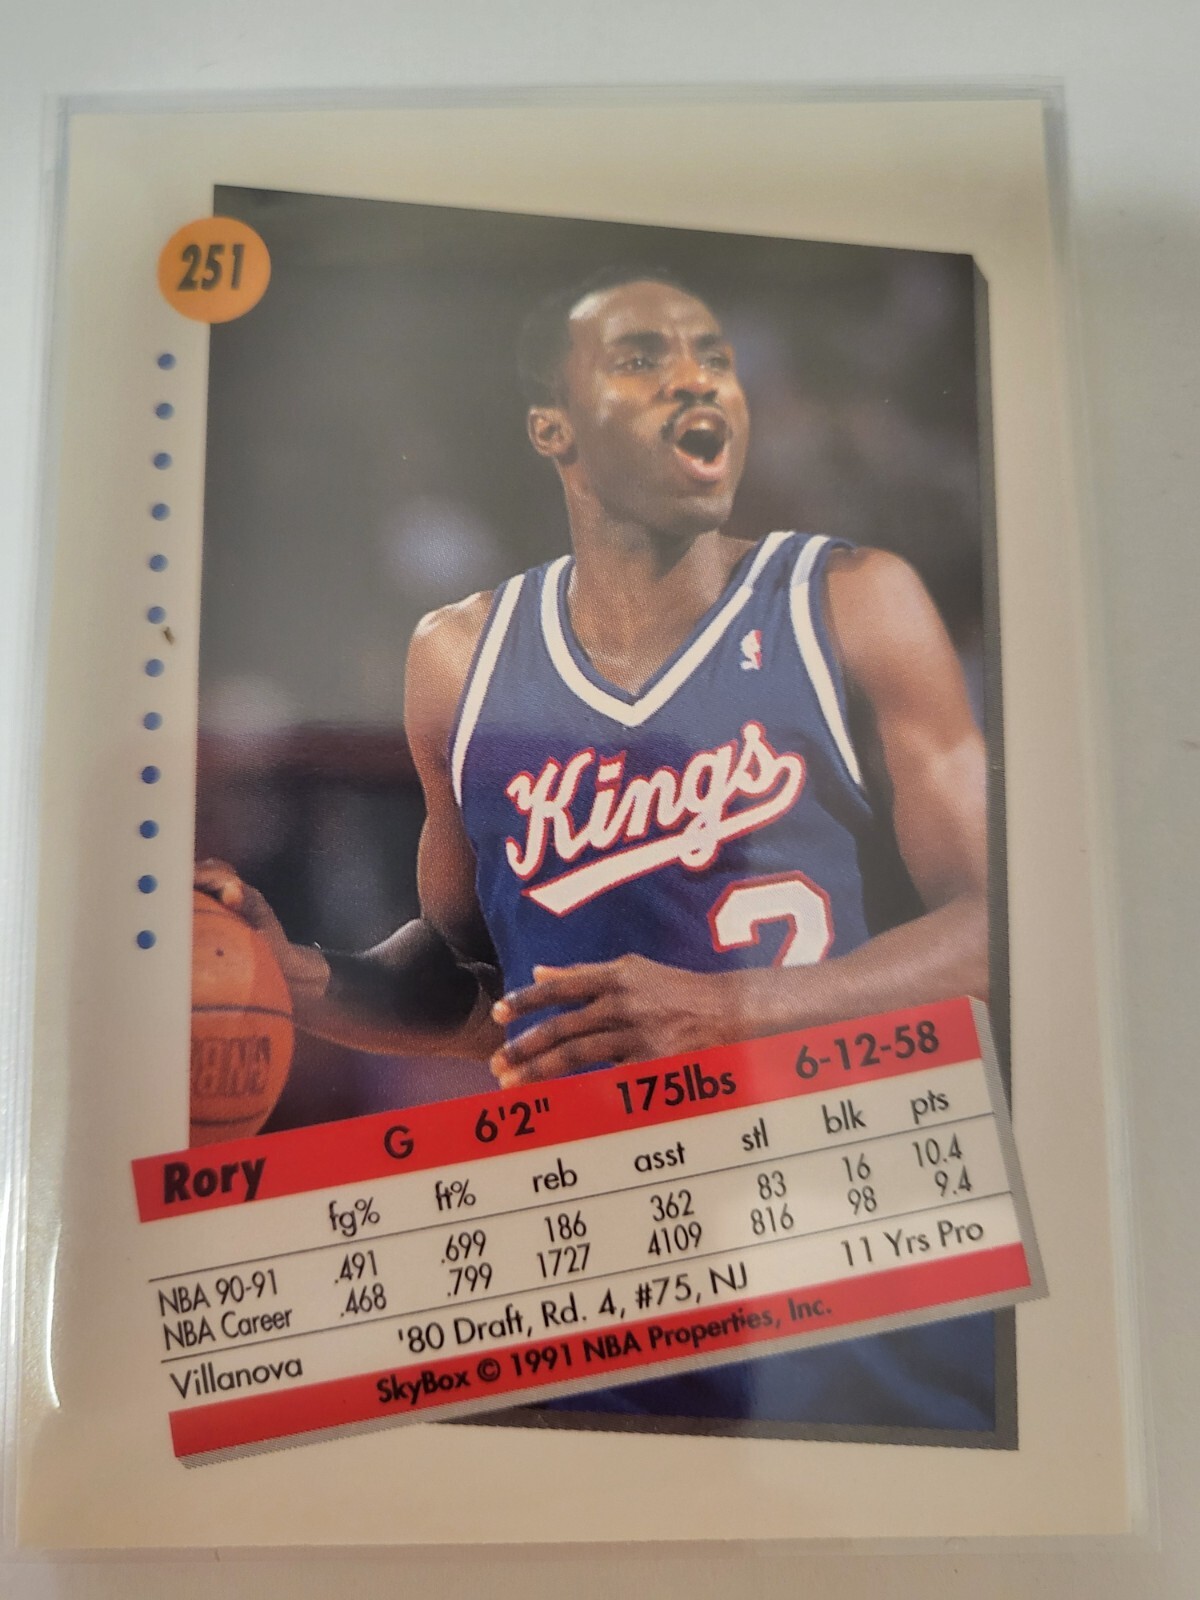 251
Kings
2
Rory G 6'2" 175lbs 6-12-58
fg% ft% reb asst stl blk pts
NBA 90-91 .491 .699 186 362 83 16 10.4
NBA Career .468 .799 1727 4109 816 98 9.4
Villanova '80 Draft, Rd. 4, #75, NJ 11 Yrs Pro
SkyBox © 1991 NBA Properties, Inc.